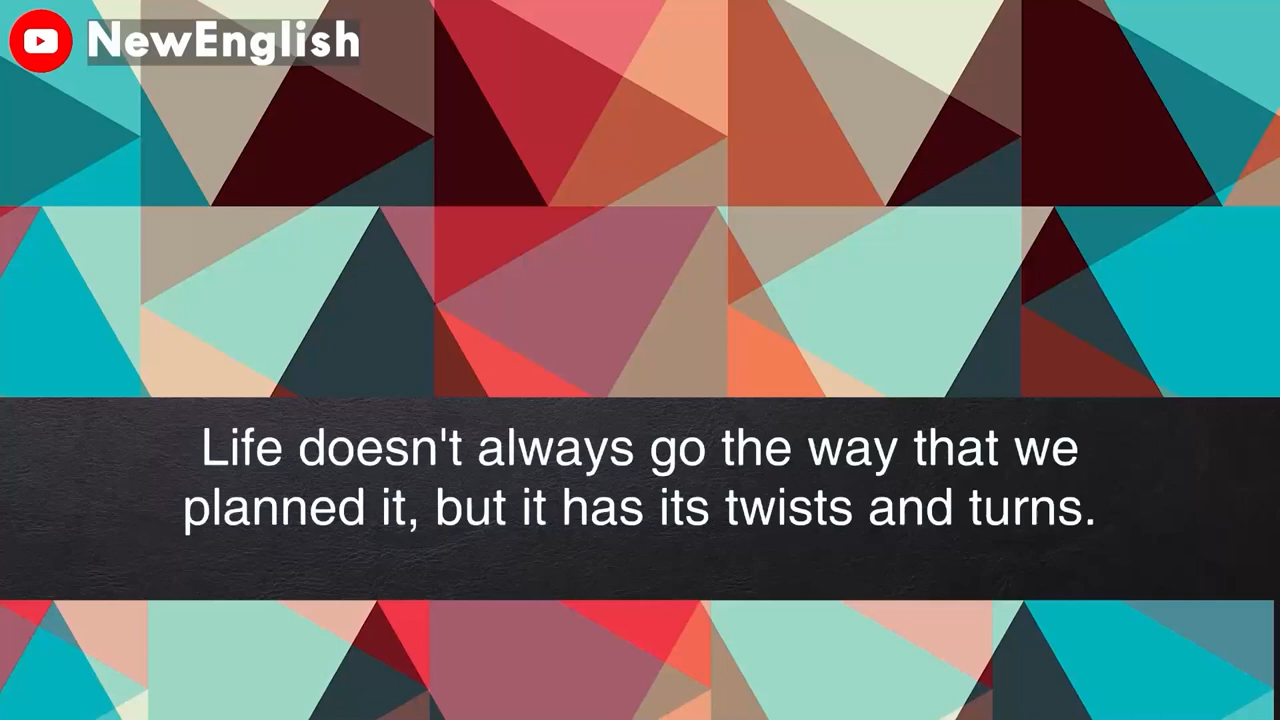 NewEnglish
Life doesn't always go the way that we
planned it, but it has its twists and turns.